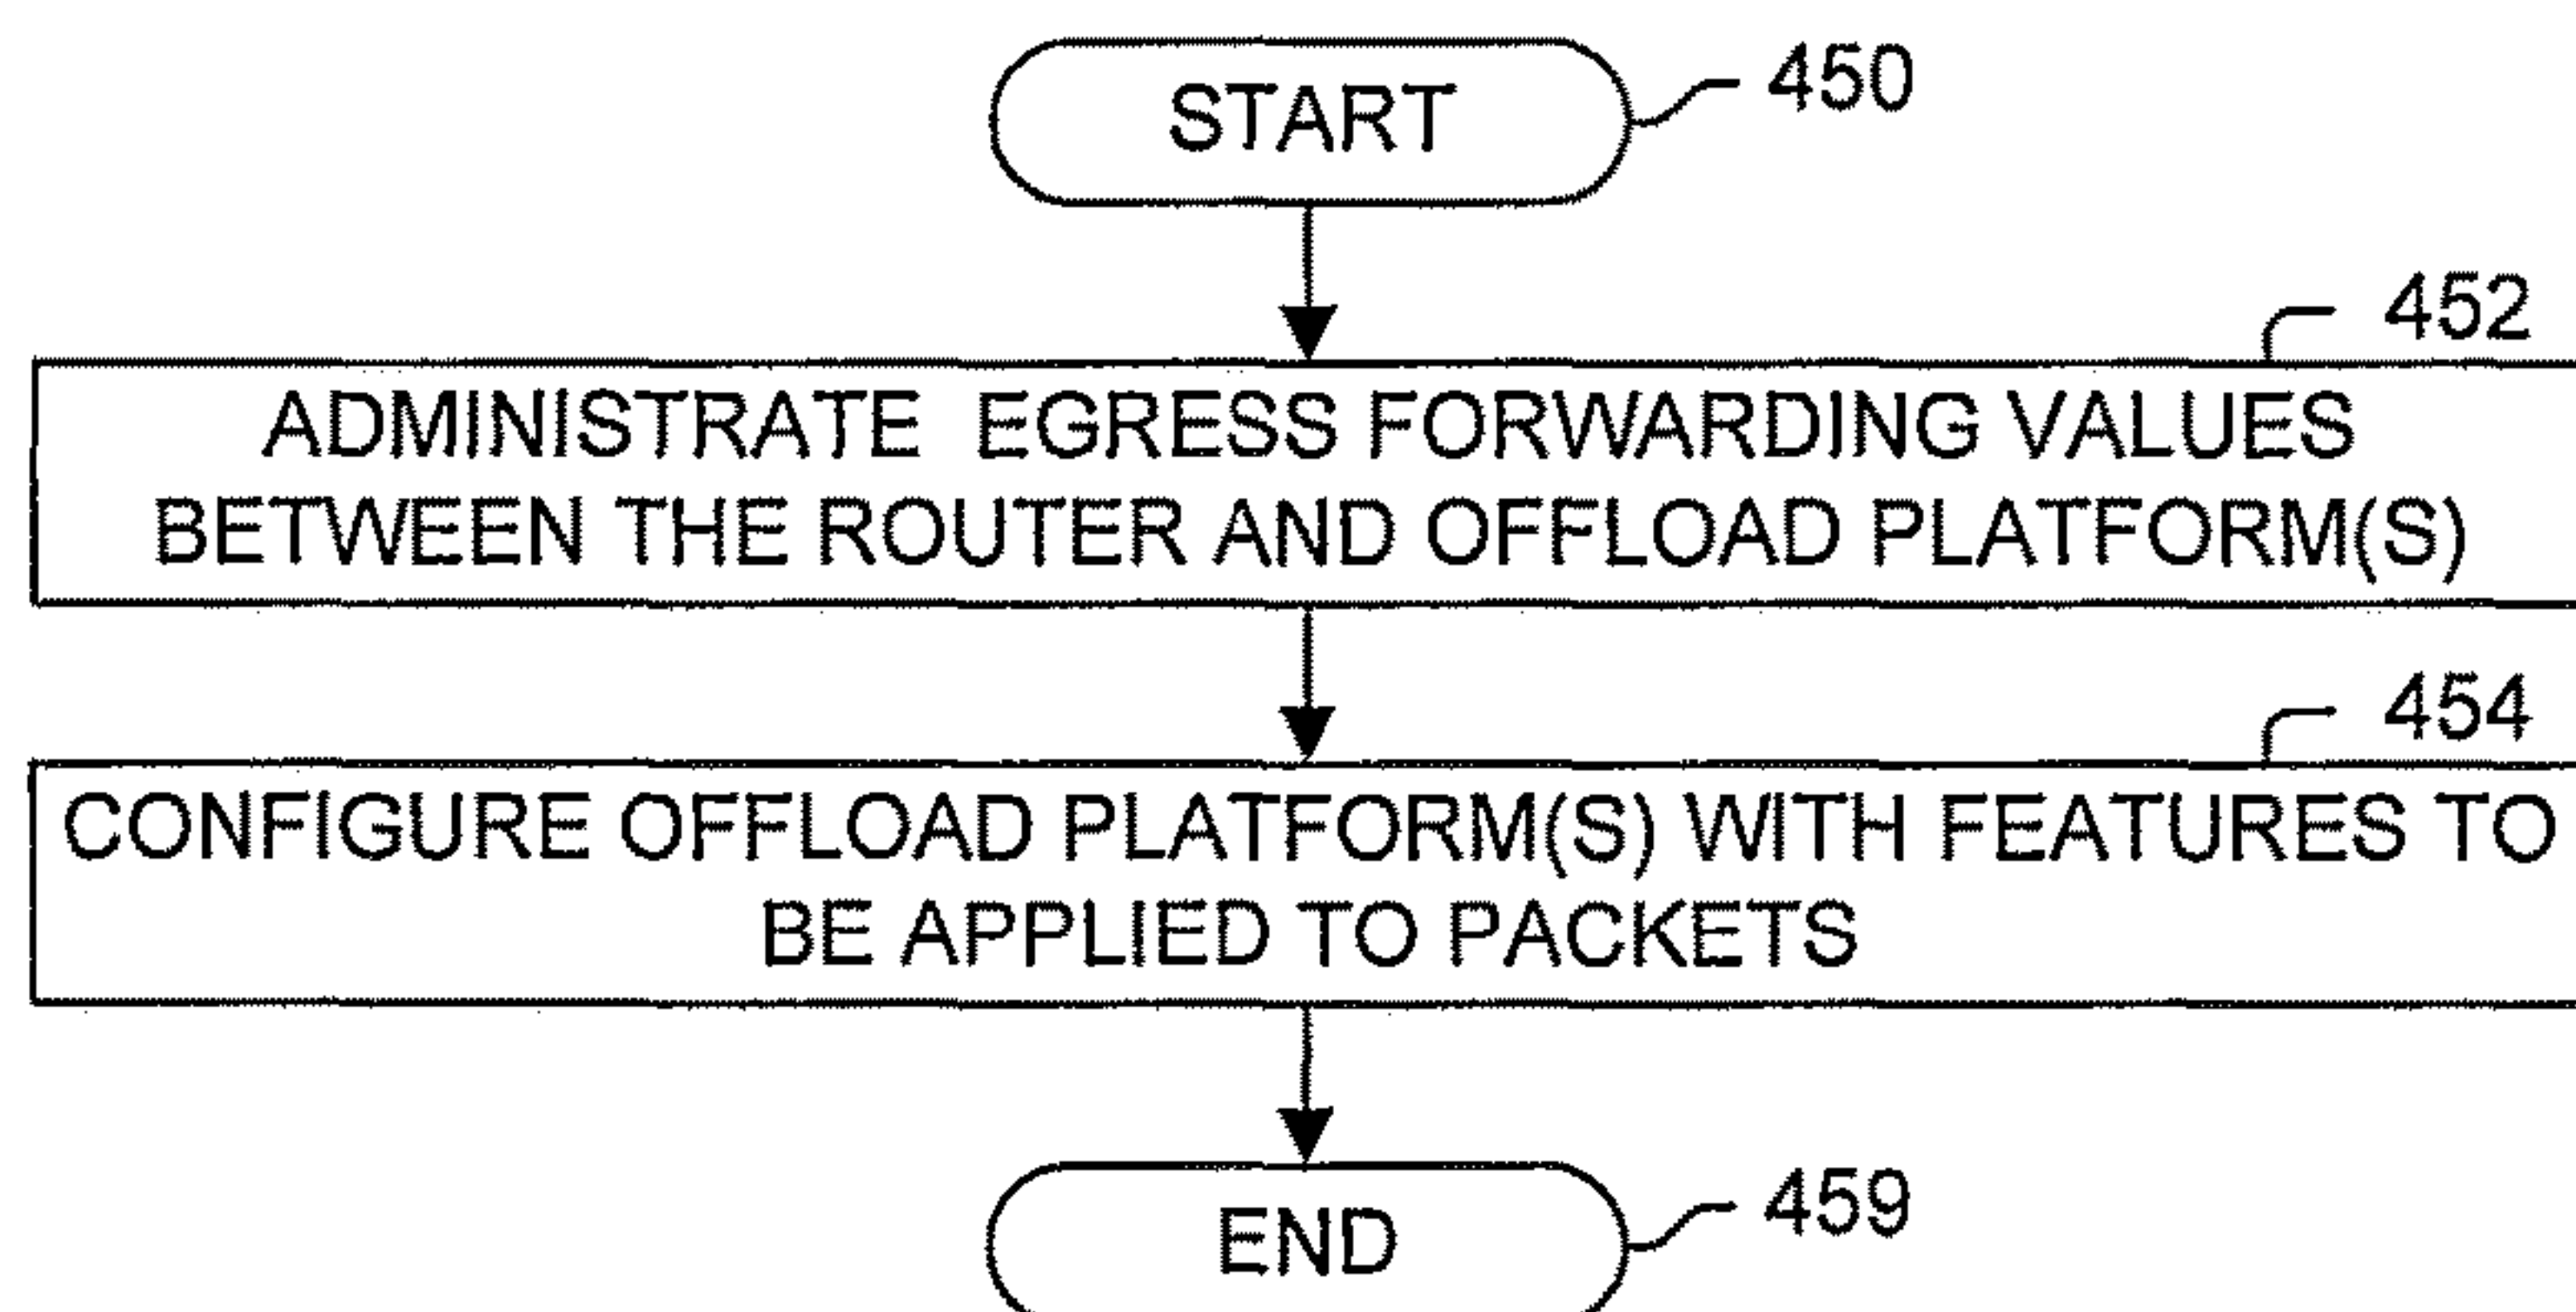 START
450
452
ADMINISTRATE EGRESS FORWARDING VALUES
BETWEEN THE ROUTER AND OFFLOAD PLATFORM(S)
454
CONFIGURE OFFLOAD PLATFORM(S) WITH FEATURES TO
BE APPLIED TO PACKETS
END
459